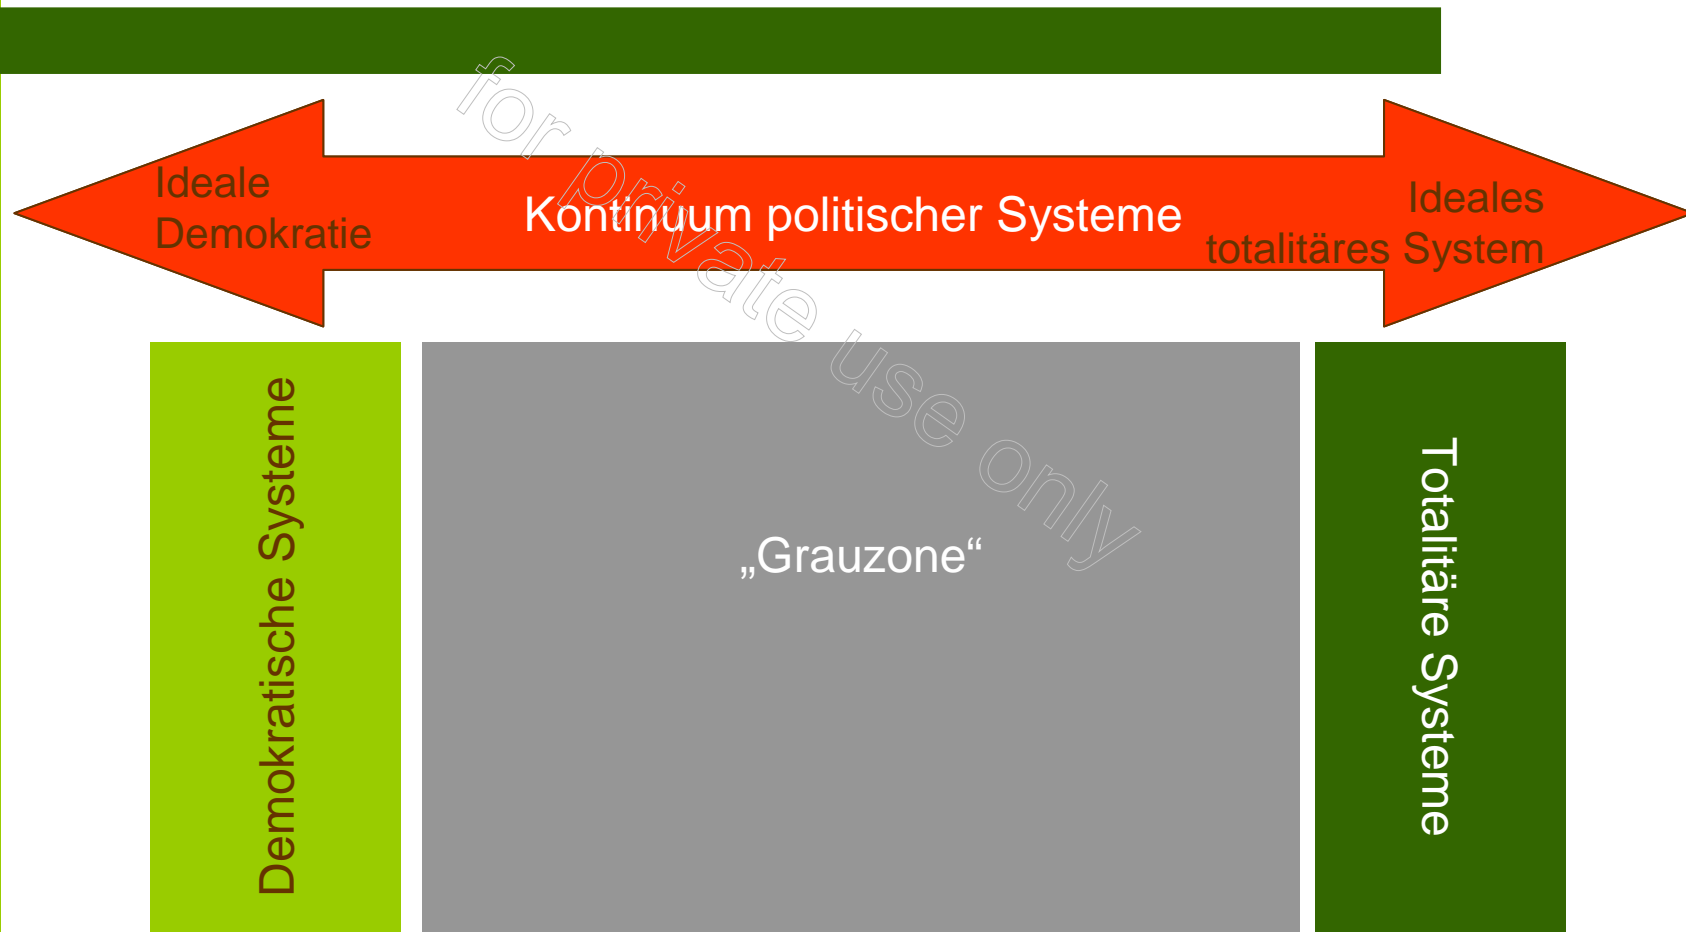 Ideale
Demokratie
Kontinuum politischer Systeme
Ideales
totalitäres System
Demokratische Systeme
„Grauzone“
Totalitäre Systeme
for private use only